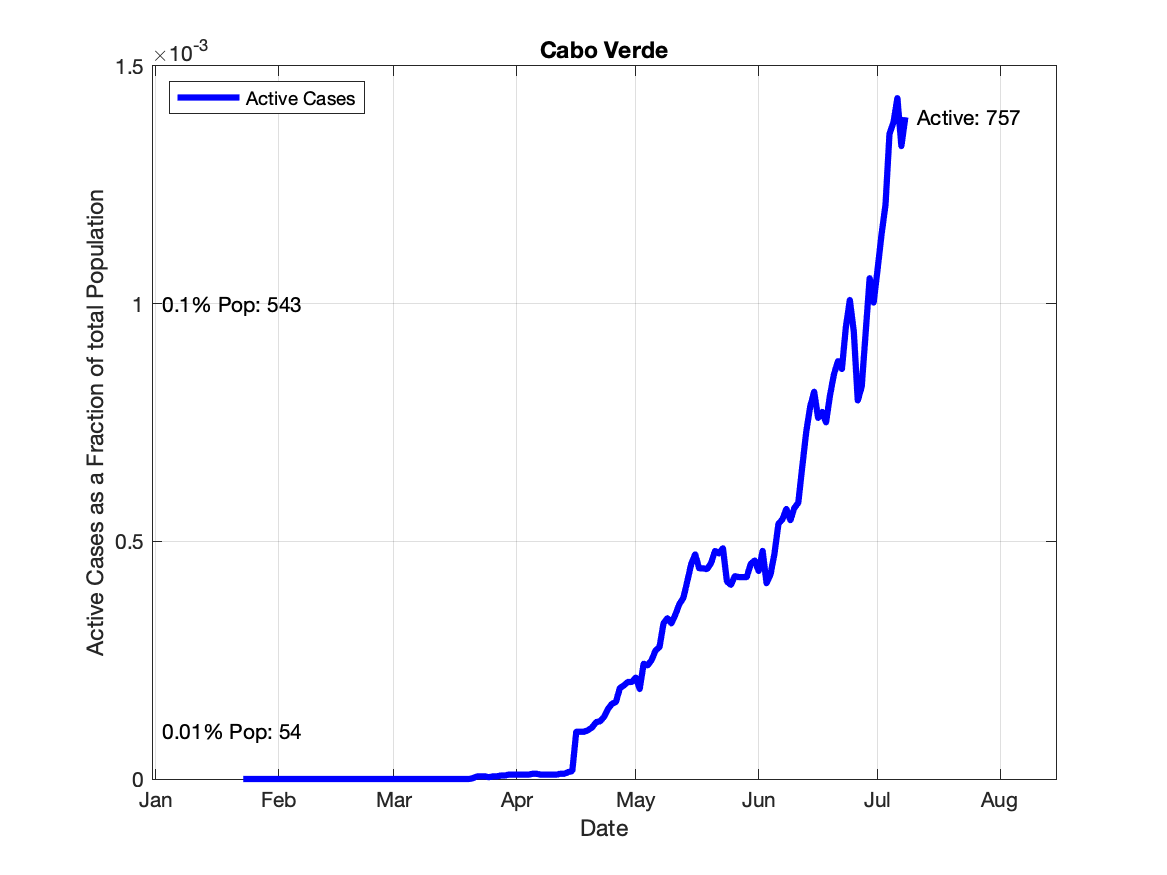 Cabo Verde
×10-3
1.5
1
0.5
0
Active Cases
Active: 757
0.1% Pop: 543
0.01% Pop: 54
Active Cases as a Fraction of total Population
Jan Feb Mar Apr May Jun Jul Aug
Date